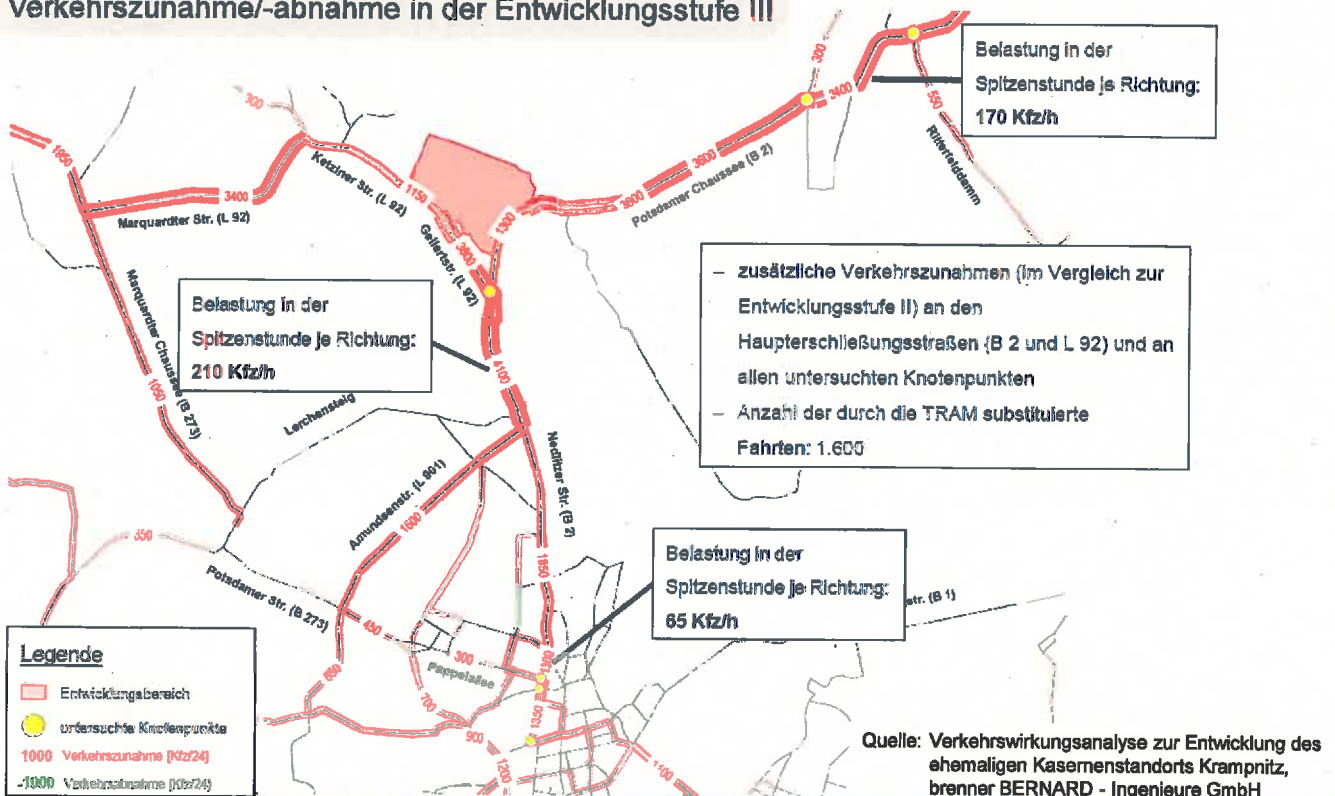 Verkehrszunahme/-abnahme in der Entwicklungsstufe III
Belastung in der
Spitzenstunde je Richtung:
170 Kfz/h
300
3400
550
Ritterfelddamm
3600
3600
Potsdamer Chaussee (B 2)
300
1950
3400
Marquardter Str. (L 92)
Ketziner Str. (L 92)
1150
1300
3600
Gellertstr. (L 92)
– zusätzliche Verkehrszunahmen (im Vergleich zur
Entwicklungsstufe II) an den
Haupterschließungsstraßen (B 2 und L 92) und an
allen untersuchten Knotenpunkten
– Anzahl der durch die TRAM substituierte
Fahrten: 1.600
Belastung in der
Spitzenstunde je Richtung:
210 Kfz/h
Marquardter Chaussee (B 273)
1050
4100
Lerchensteig
Nedlitzer Str. (B 2)
Amundsenstr. (L 901)
1600
350
1850
Potsdamer Str. (B 273)
Belastung in der
Spitzenstunde je Richtung:
65 Kfz/h
str. (B 1)
450
300
Pappelallee
700
1350
900
1200
1100
Legende
Entwicklungsbereich
untersuchte Knotenpunkte
1000 Verkehrszunahme [Kfz/24]
-1000 Verkehrsabnahme [Kfz/24]
Quelle: Verkehrswirkungsanalyse zur Entwicklung des
ehemaligen Kasernenstandorts Krampnitz,
brenner BERNARD - Ingenieure GmbH